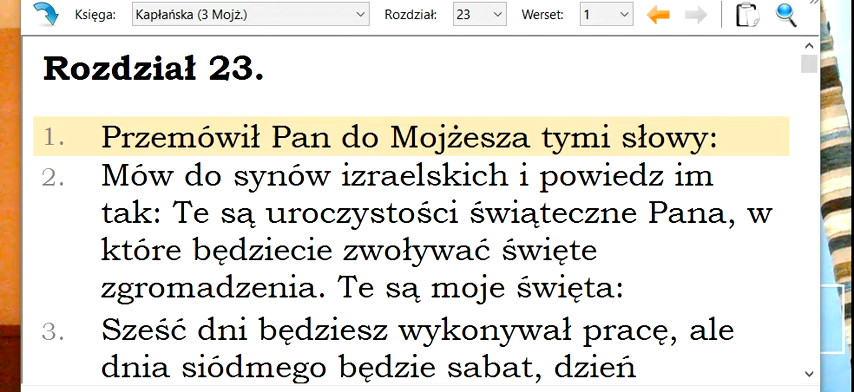 Księga: Kapłańska (3 Mojż.) Rozdział: 23 Werset: 1
Rozdział 23.
1. Przemówił Pan do Mojżesza tymi słowy:
2. Mów do synów izraelskich i powiedz im
tak: Te są uroczystości świąteczne Pana, w
które będziecie zwoływać święte
zgromadzenia. Te są moje święta:
3. Sześć dni będziesz wykonywał pracę, ale
dnia siódmego będzie sabat, dzień